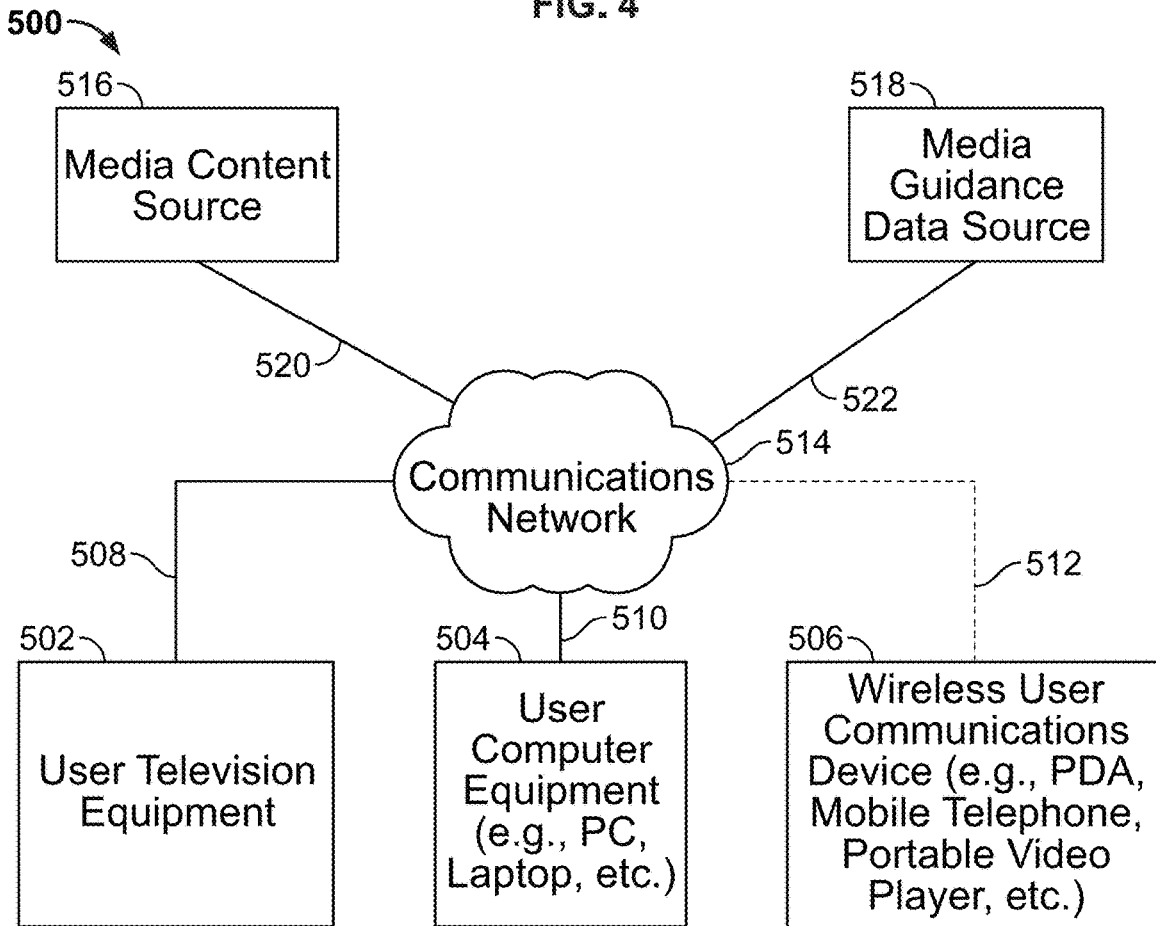 FIG. 4
500
516
518
Media Content
Source
Media
Guidance
Data Source
520
522
514
Communications
Network
508
512
510
502
504
506
User Television
Equipment
User
Computer
Equipment
(e.g., PC,
Laptop, etc.)
Wireless User
Communications
Device (e.g., PDA,
Mobile Telephone,
Portable Video
Player, etc.)